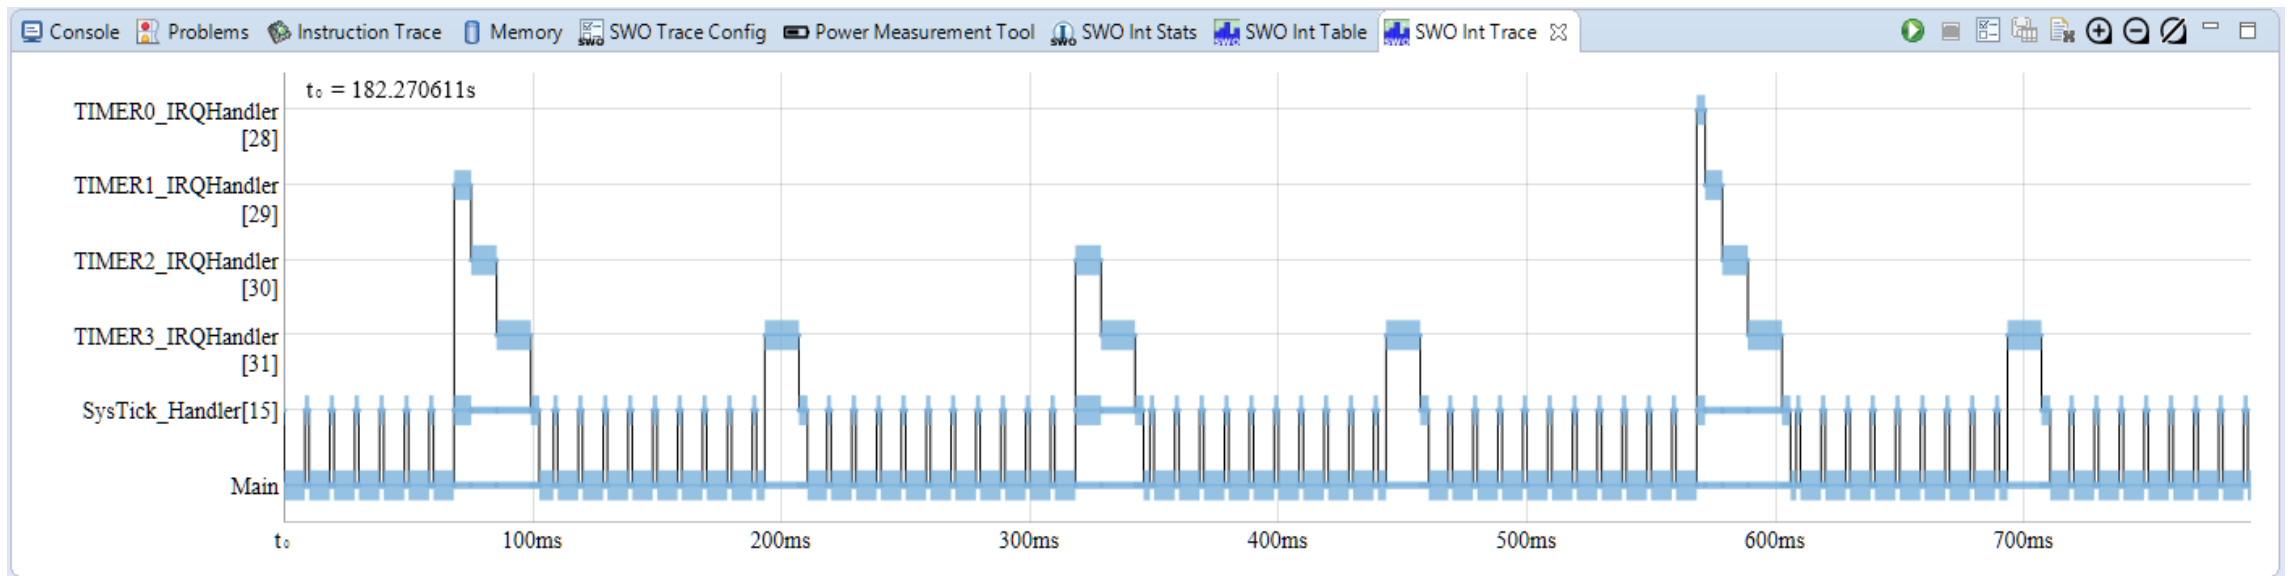 Console Problems Instruction Trace Memory SWO Trace Config Power Measurement Tool SWO Int Stats SWO Int Table SWO Int Trace
t₀ = 182.270611s
TIMER0_IRQHandler
[28]
TIMER1_IRQHandler
[29]
TIMER2_IRQHandler
[30]
TIMER3_IRQHandler
[31]
SysTick_Handler[15]
Main
t₀ 100ms 200ms 300ms 400ms 500ms 600ms 700ms